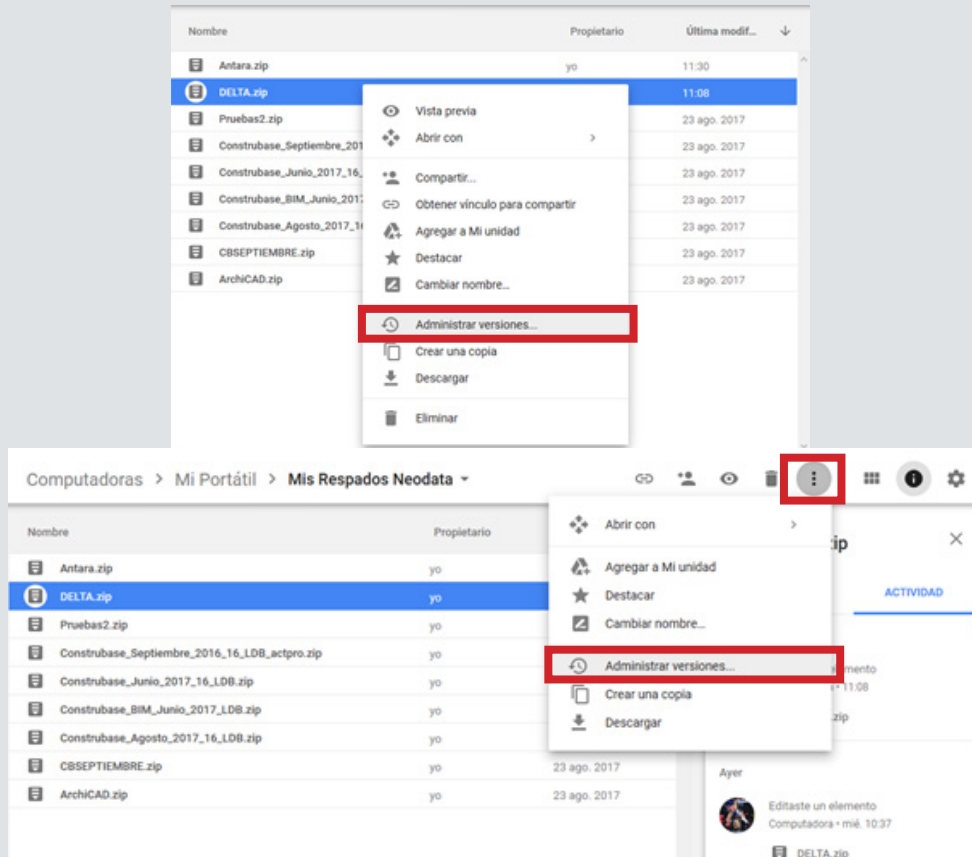 Nombre Propietario Última modif...
Antara.zip yo 11:30
DELTA.zip 11:08
Pruebas2.zip 23 ago. 2017
Construbase_Septiembre_201 23 ago. 2017
Construbase_Junio_2017_16_ 23 ago. 2017
Construbase_BIM_Junio_2017 23 ago. 2017
Construbase_Agosto_2017_1 23 ago. 2017
CBSEPTIEMBRE.zip 23 ago. 2017
ArchiCAD.zip 23 ago. 2017
Vista previa
Abrir con
Compartir...
Obtener vínculo para compartir
Agregar a Mi unidad
Destacar
Cambiar nombre...
Administrar versiones...
Crear una copia
Descargar
Eliminar
Computadoras > Mi Portátil > Mis Respados Neodata
Nombre Propietario
Antara.zip yo
DELTA.zip yo
Pruebas2.zip yo
Construbase_Septiembre_2016_16_LDB_actpro.zip yo
Construbase_Junio_2017_16_LDB.zip yo
Construbase_BIM_Junio_2017_LDB.zip yo
Construbase_Agosto_2017_16_LDB.zip yo
CBSEPTIEMBRE.zip yo 23 ago. 2017
ArchiCAD.zip yo 23 ago. 2017
Abrir con
Agregar a Mi unidad
Destacar
Cambiar nombre...
Administrar versiones...
Crear una copia
Descargar
zip
ACTIVIDAD
emento
11:08
zip
Ayer
Editaste un elemento
Computadora • mié. 10:37
DELTA.zip